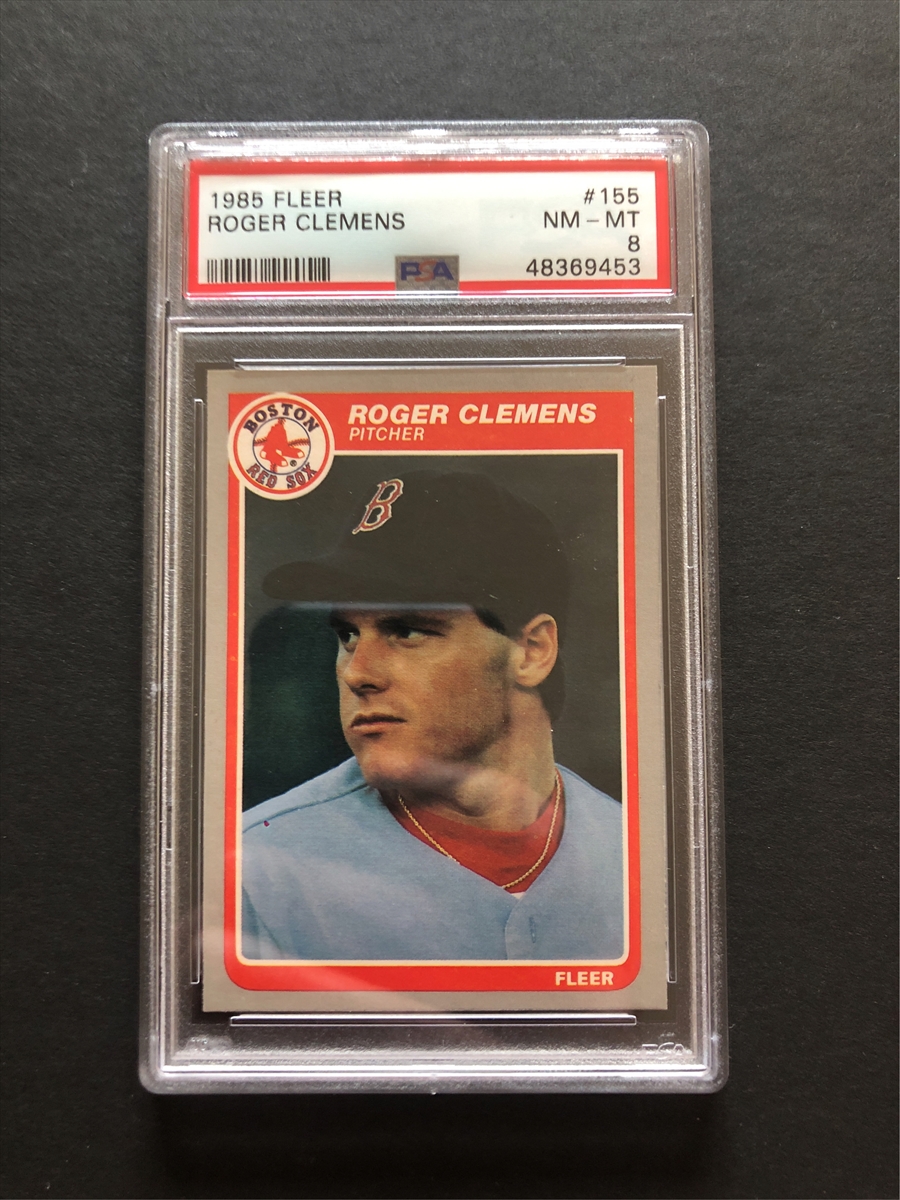 1985 FLEER #155
ROGER CLEMENS NM - MT
8
PSA 48369453
BOSTON
RED SOX
®
ROGER CLEMENS
PITCHER
B
FLEER